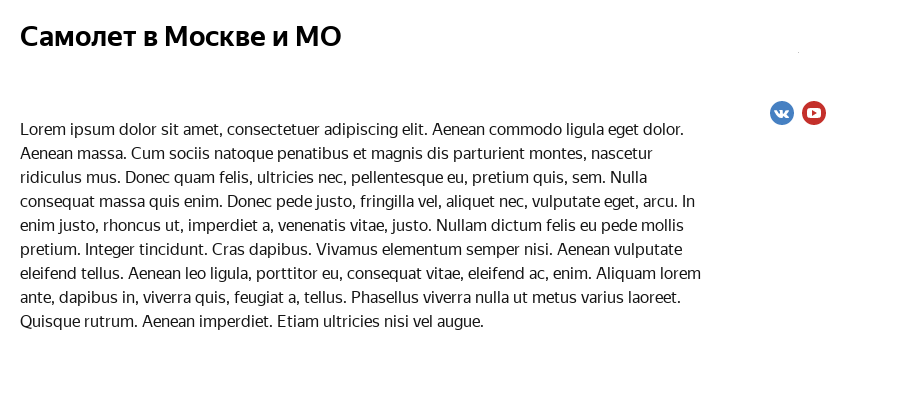 Самолет в Москве и МО
Lorem ipsum dolor sit amet, consectetuer adipiscing elit. Aenean commodo ligula eget dolor.
Aenean massa. Cum sociis natoque penatibus et magnis dis parturient montes, nascetur
ridiculus mus. Donec quam felis, ultricies nec, pellentesque eu, pretium quis, sem. Nulla
consequat massa quis enim. Donec pede justo, fringilla vel, aliquet nec, vulputate eget, arcu. In
enim justo, rhoncus ut, imperdiet a, venenatis vitae, justo. Nullam dictum felis eu pede mollis
pretium. Integer tincidunt. Cras dapibus. Vivamus elementum semper nisi. Aenean vulputate
eleifend tellus. Aenean leo ligula, porttitor eu, consequat vitae, eleifend ac, enim. Aliquam lorem
ante, dapibus in, viverra quis, feugiat a, tellus. Phasellus viverra nulla ut metus varius laoreet.
Quisque rutrum. Aenean imperdiet. Etiam ultricies nisi vel augue.